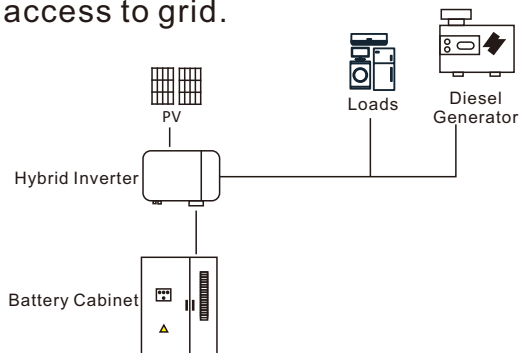 access to grid.
PV
Loads
Diesel
Generator
Hybrid Inverter
Battery Cabinet